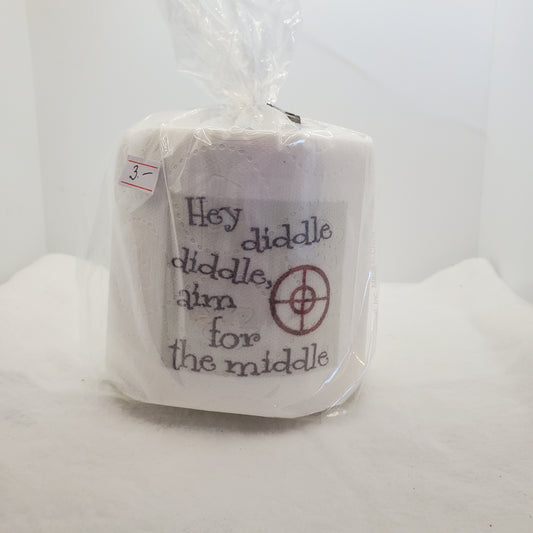 3.-
Hey
diddle
diddle,
aim
for
the middle